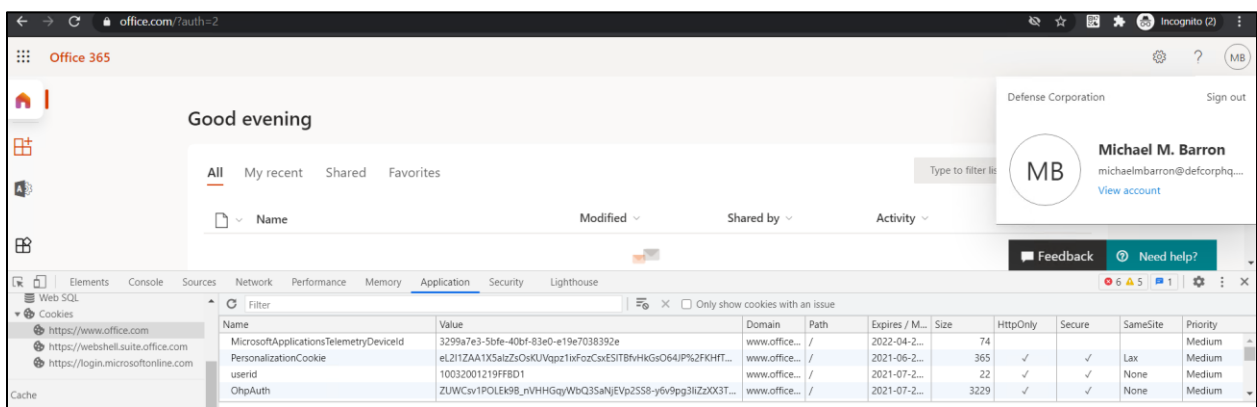 office.com/?auth=2
Incognito (2)
Office 365
MB
Defense Corporation
Sign out
Good evening
MB
Michael M. Barron
michaelmbarron@defcorphq....
View account
All My recent Shared Favorites
Type to filter lis
Name Modified Shared by Activity
Feedback
Need help?
Elements Console Sources Network Performance Memory Application Security Lighthouse
6 5 1
Web SQL
Cookies
https://www.office.com
https://webshell.suite.office.com
https://login.microsoftonline.com
Cache
Filter
Only show cookies with an issue
Name Value Domain Path Expires / M... Size HttpOnly Secure SameSite Priority
MicrosoftApplicationsTelemetryDeviceId 3299a7e3-5bfe-40bf-83e0-e19e7038392e www.office... / 2022-04-2... 74 Medium
PersonalizationCookie www.office... / 2021-06-2... 365 ✓ ✓ Lax Medium
userid 10032001219FFBD1 www.office... / 2021-07-2... 22 ✓ ✓ None Medium
OhpAuth www.office... / 2021-07-2... 3229 ✓ ✓ None Medium